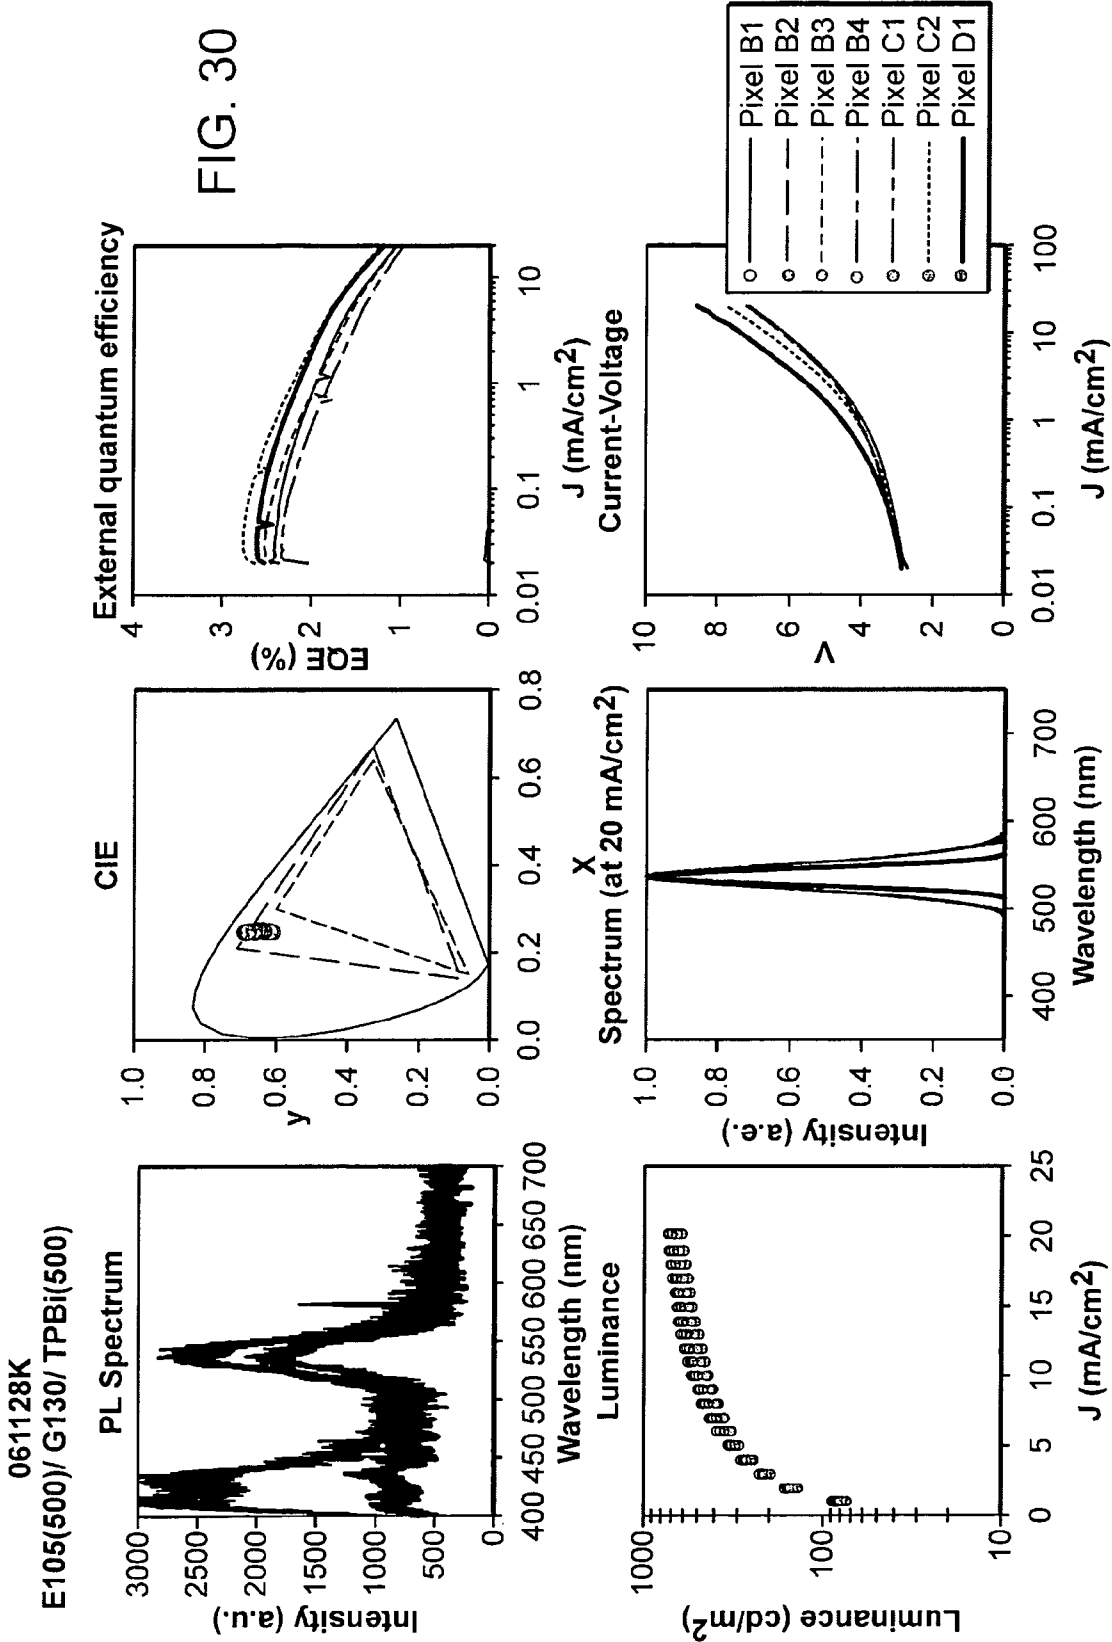 061128K
E105(500)/ G130/ TPBi(500)
FIG. 30
PL Spectrum
Intensity (a.u.)
3000
2500
2000
1500
1000
500
0
400 450 500 550 600 650 700
Wavelength (nm)
CIE
y
1.0
0.8
0.6
0.4
0.2
0.0
0.0 0.2 0.4 0.6 0.8
X
External quantum efficiency
EQE (%)
4
3
2
1
0
0.01 0.1 1 10
J (mA/cm2)
Luminance
Luminance (cd/m2)
1000
100
10
0 5 10 15 20 25
J (mA/cm2)
Spectrum (at 20 mA/cm2)
Intensity (a.e.)
1.0
0.8
0.6
0.4
0.2
0.0
400 500 600 700
Wavelength (nm)
Current-Voltage
V
10
8
6
4
2
0
0.01 0.1 1 10 100
J (mA/cm2)
Pixel B1
Pixel B2
Pixel B3
Pixel B4
Pixel C1
Pixel C2
Pixel D1